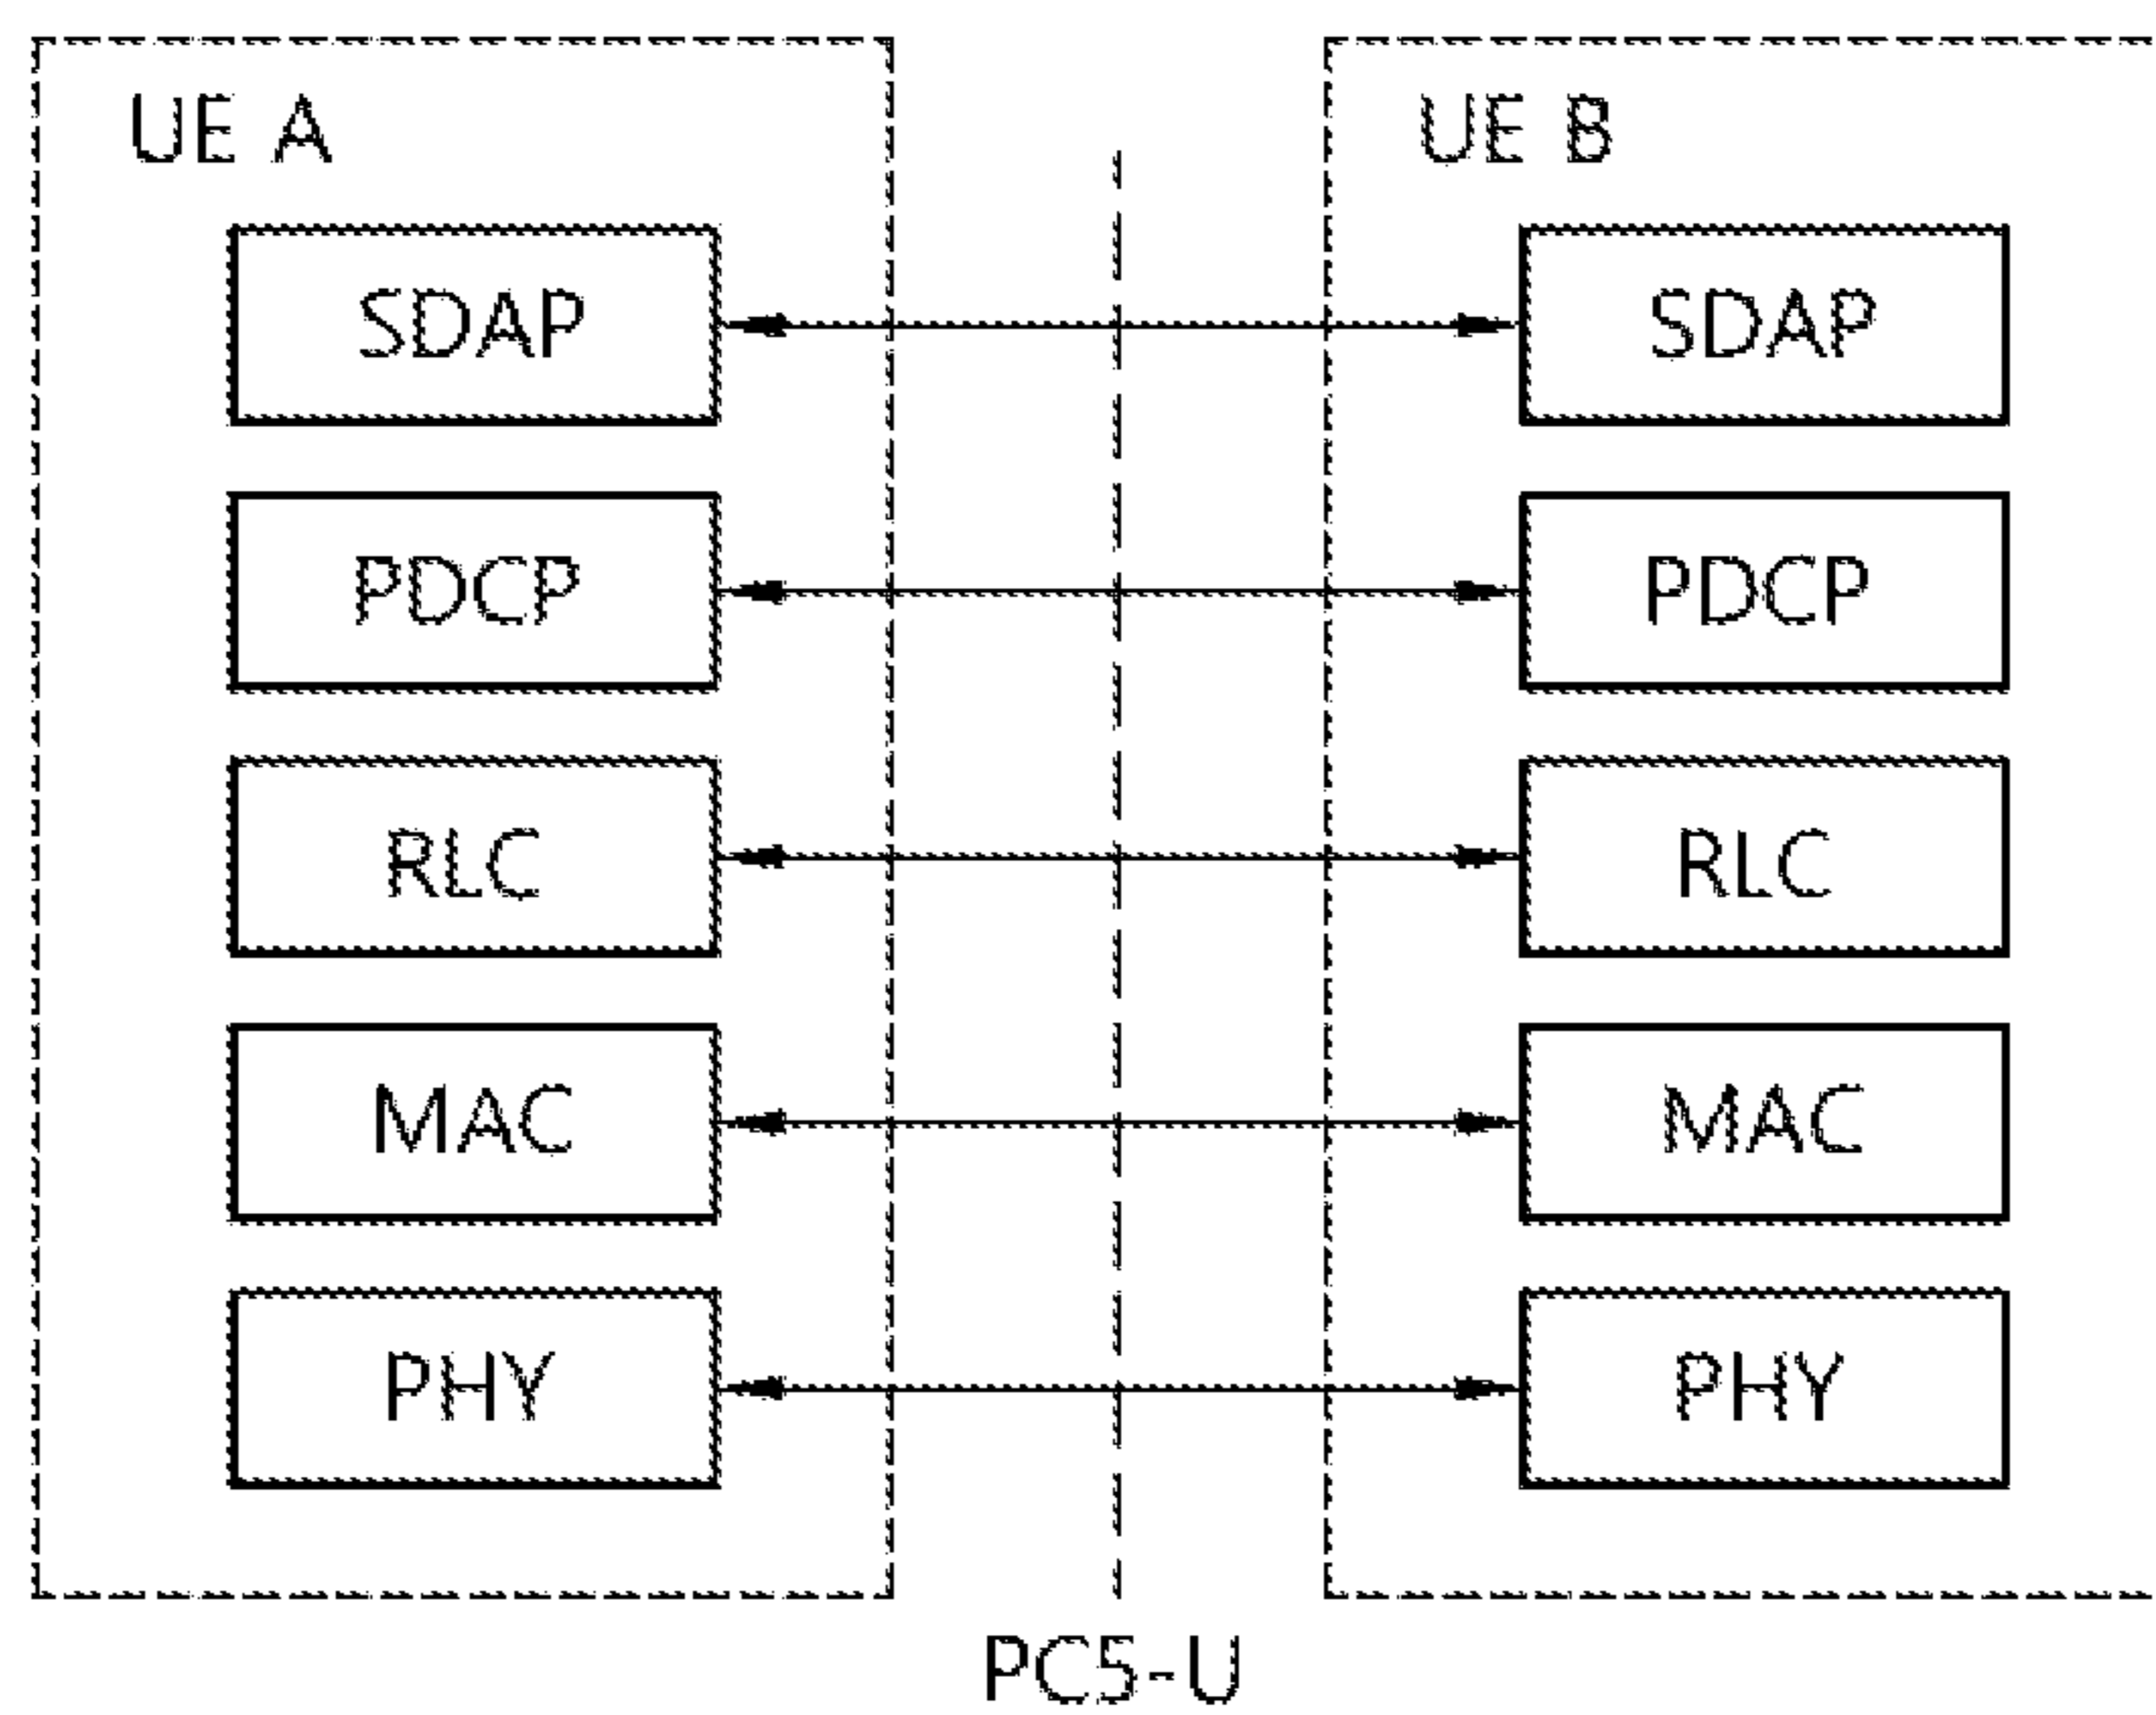 UE A
UE B
SDAP
SDAP
PDCP
PDCP
RLC
RLC
MAC
MAC
PHY
PHY
PC5-U